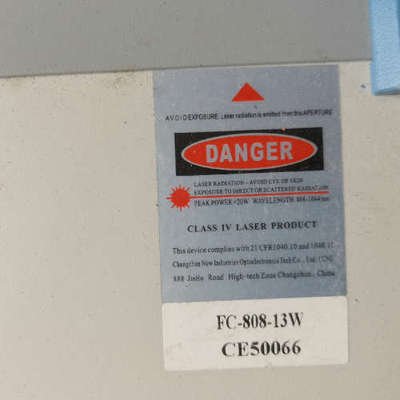 AVOID EXPOSURE Laser radiation is emitted from this APERTURE
DANGER
LASER RADIATION - AVOID EYE OR SKIN
EXPOSURE TO DIRECT OR SCATTERED RADIATION
PEAK POWER <20W WAVELENGTH 808-1064nm
CLASS IV LASER PRODUCT
This device complies with 21 CFR1040.10 and 1040.11
Changchun New Industries Optoelectronics Tech Co., Ltd. (CNI)
888 JinHu Road High-tech Zone Changchun, China
FC-808-13W
CE50066